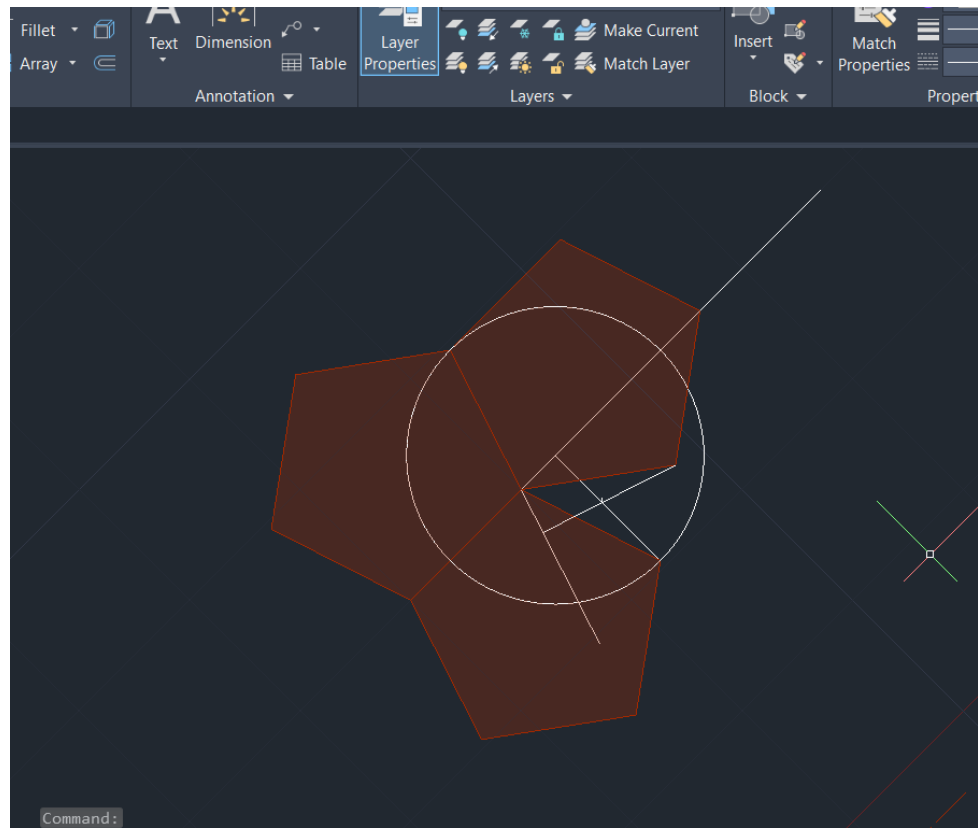 Fillet
Array
Text
Dimension
Table
Annotation
Layer
Properties
Make Current
Match Layer
Layers
Insert
Block
Match
Properties
Command: